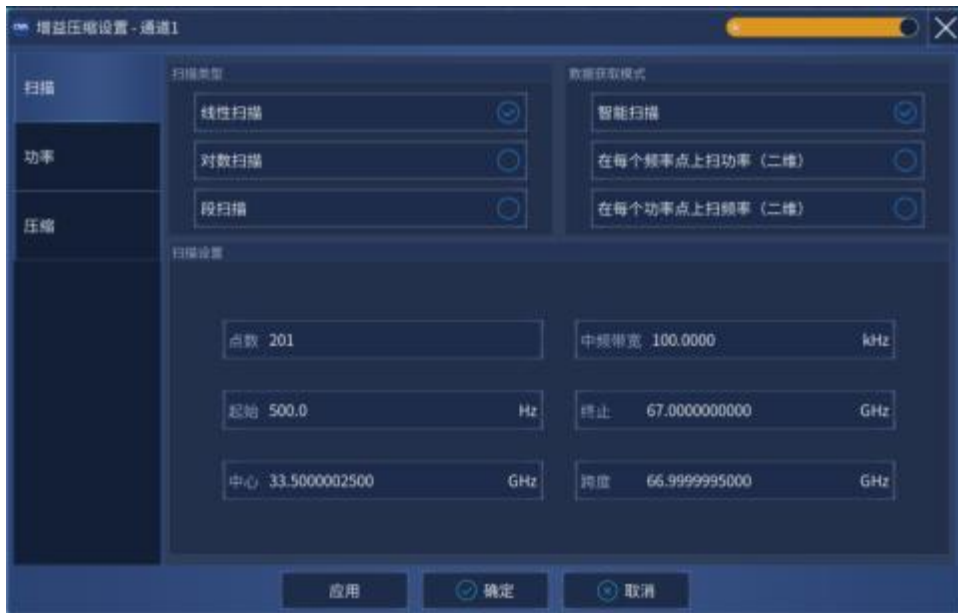 增益压缩设置 - 通道1
扫描
功率
压缩
扫描类型
线性扫描
对数扫描
段扫描
数据获取模式
智能扫描
在每个频率点上扫功率（二维）
在每个功率点上扫频率（二维）
扫描设置
点数 201
中频带宽 100.0000 kHz
起始 500.0 Hz
终止 67.0000000000 GHz
中心 33.5000002500 GHz
跨度 66.9999995000 GHz
应用
确定
取消